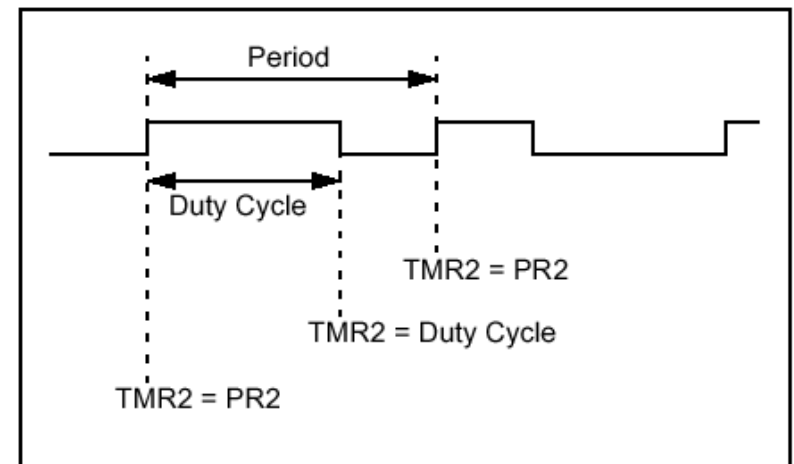 Period
Duty Cycle
TMR2 = PR2
TMR2 = Duty Cycle
TMR2 = PR2